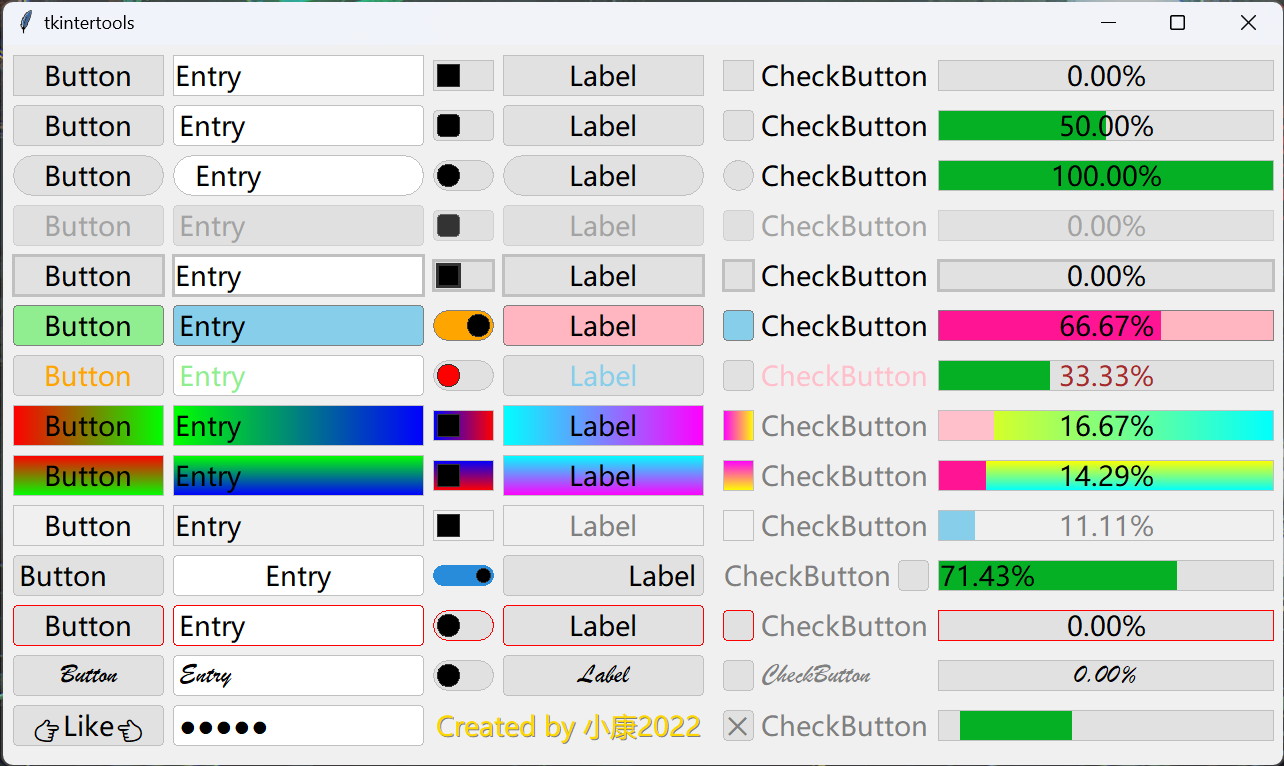 tkintertools
Button Entry Label CheckButton 0.00%
Button Entry Label CheckButton 50.00%
Button Entry Label CheckButton 100.00%
Button Entry Label CheckButton 0.00%
Button Entry Label CheckButton 0.00%
Button Entry Label CheckButton 66.67%
Button Entry Label CheckButton 33.33%
Button Entry Label CheckButton 16.67%
Button Entry Label CheckButton 14.29%
Button Entry Label CheckButton 11.11%
Button Entry Label CheckButton 71.43%
Button Entry Label CheckButton 0.00%
Button Entry Label CheckButton 0.00%
👉Like👈 ●●●●● Created by 小康2022 CheckButton